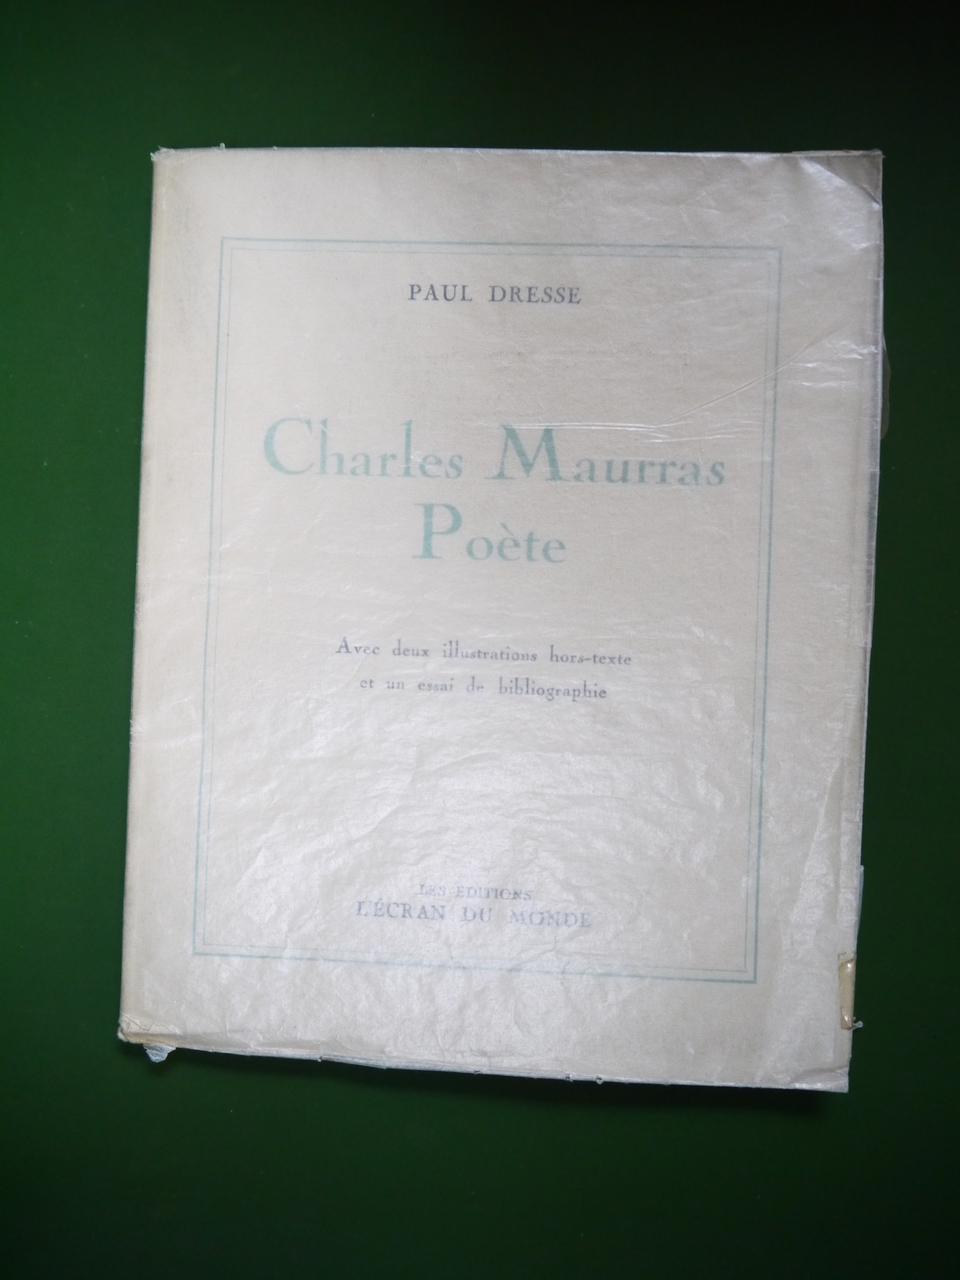 PAUL DRESSE
Charles Maurras
Poète
Avec deux illustrations hors-texte
et un essai de bibliographie
LES EDITIONS
L'ÉCRAN DU MONDE